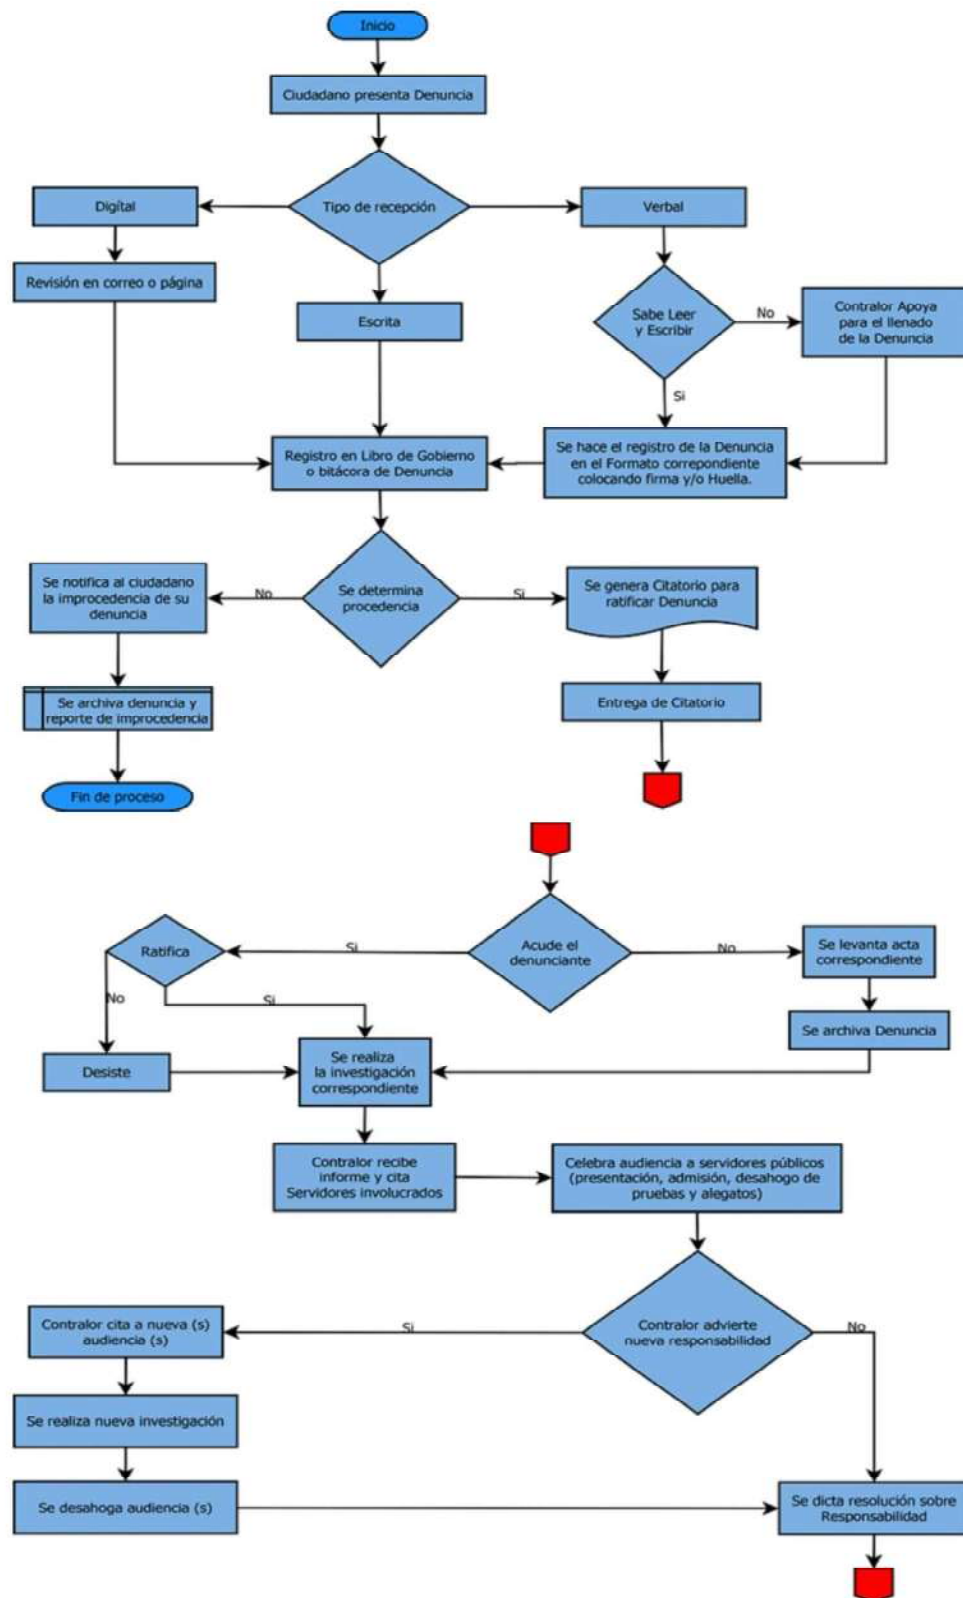 Inicio
Ciudadano presenta Denuncia
Tipo de recepción
Digítal
Verbal
Revisión en correo o página
Escrita
Sabe Leer
y Escribir
No
Contralor Apoya
para el llenado
de la Denuncia
Si
Registro en Libro de Gobierno
o bitácora de Denuncia
Se hace el registro de la Denuncia
en el Formato correpondiente
colocando firma y/o Huella.
Se notifica al ciudadano
la improcedencia de su
denuncia
No
Se determina
procedencia
Si
Se genera Citatorio para
ratificar Denuncia
Se archiva denuncia y
reporte de improcedencia
Entrega de Citatorio
Fin de proceso
Ratifica
Si
Acude el
denunciante
No
Se levanta acta
correspondiente
No
Si
Se archiva Denuncia
Desiste
Se realiza
la investigación
correspondiente
Contralor recibe
informe y cita
Servidores involucrados
Celebra audiencia a servidores públicos
(presentación, admisión, desahogo de
pruebas y alegatos)
Contralor cita a nueva (s)
audiencia (s)
Si
Contralor advierte
nueva responsabilidad
No
Se realiza nueva investigación
Se desahoga audiencia (s)
Se dicta resolución sobre
Responsabilidad